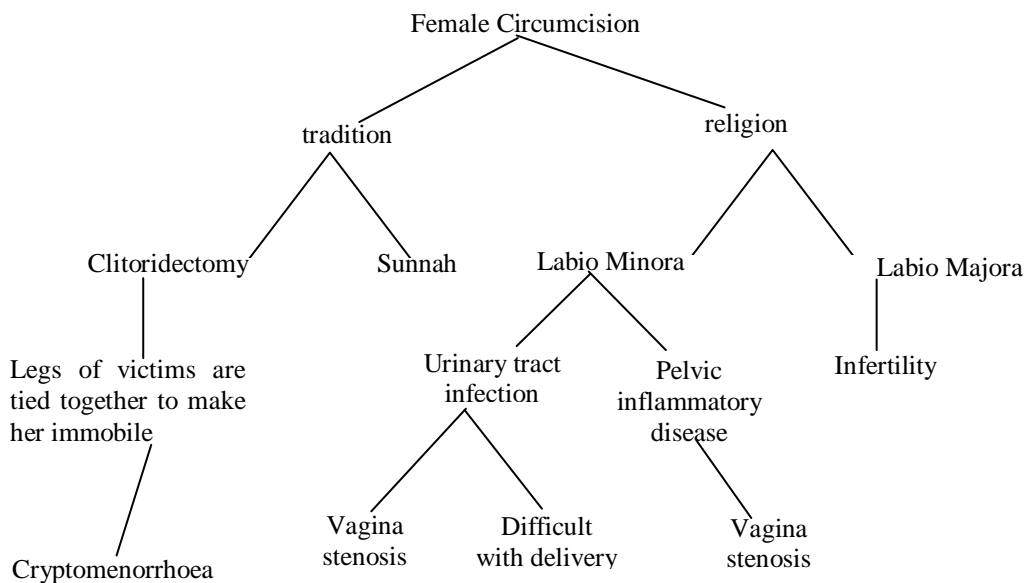 Female Circumcision
tradition
religion
Clitoridectomy
Sunnah
Labio Minora
Labio Majora
Legs of victims are
tied together to make
her immobile
Urinary tract
infection
Pelvic
inflammatory
disease
Infertility
Cryptomenorrhoea
Vagina
stenosis
Difficult
with delivery
Vagina
stenosis